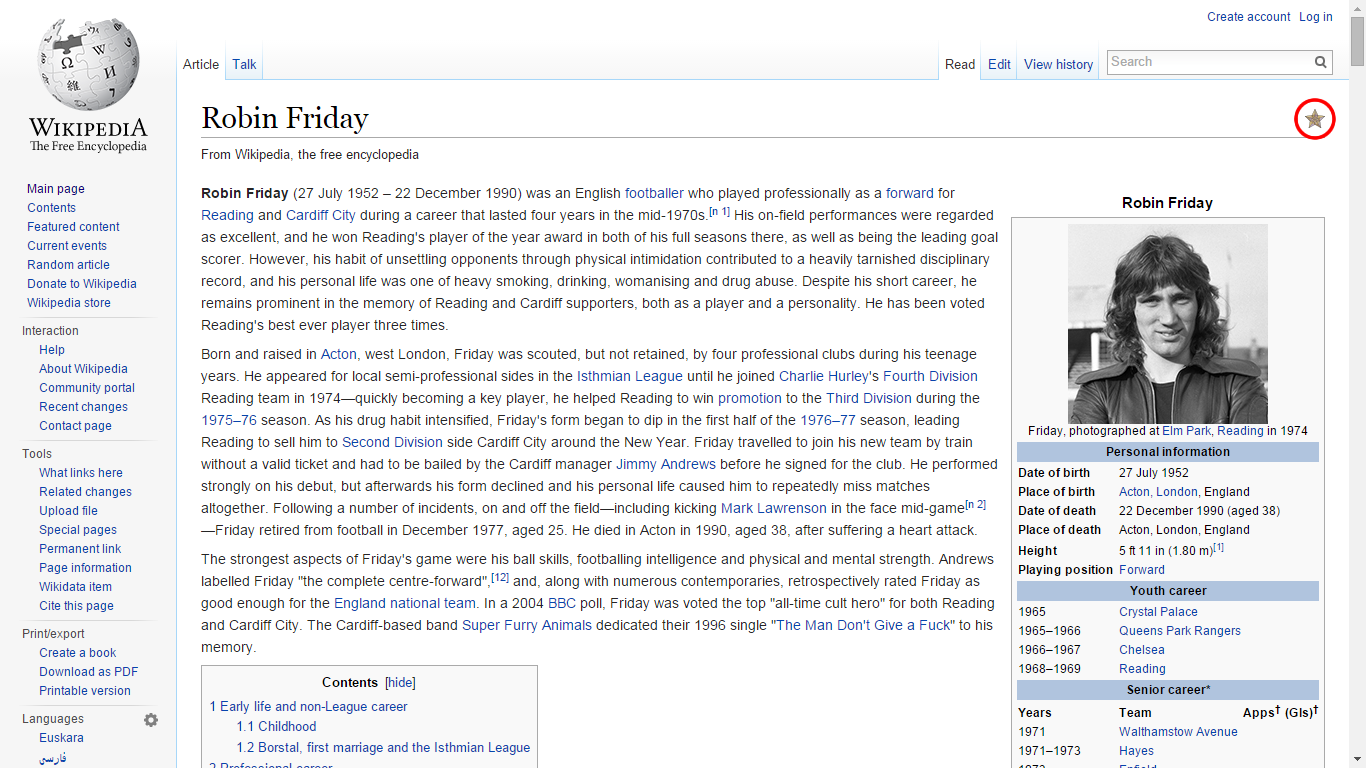 Create account Log in
Article Talk Read Edit View history Search
WIKIPEDIA
The Free Encyclopedia
Main page
Contents
Featured content
Current events
Random article
Donate to Wikipedia
Wikipedia store
Interaction
Help
About Wikipedia
Community portal
Recent changes
Contact page
Tools
What links here
Related changes
Upload file
Special pages
Permanent link
Page information
Wikidata item
Cite this page
Print/export
Create a book
Download as PDF
Printable version
Languages
Euskara
فارسی
Robin Friday
From Wikipedia, the free encyclopedia
Robin Friday (27 July 1952 – 22 December 1990) was an English footballer who played professionally as a forward for
Reading and Cardiff City during a career that lasted four years in the mid-1970s.[n 1] His on-field performances were regarded
as excellent, and he won Reading's player of the year award in both of his full seasons there, as well as being the leading goal
scorer. However, his habit of unsettling opponents through physical intimidation contributed to a heavily tarnished disciplinary
record, and his personal life was one of heavy smoking, drinking, womanising and drug abuse. Despite his short career, he
remains prominent in the memory of Reading and Cardiff supporters, both as a player and a personality. He has been voted
Reading's best ever player three times.
Born and raised in Acton, west London, Friday was scouted, but not retained, by four professional clubs during his teenage
years. He appeared for local semi-professional sides in the Isthmian League until he joined Charlie Hurley's Fourth Division
Reading team in 1974—quickly becoming a key player, he helped Reading to win promotion to the Third Division during the
1975–76 season. As his drug habit intensified, Friday's form began to dip in the first half of the 1976–77 season, leading
Reading to sell him to Second Division side Cardiff City around the New Year. Friday travelled to join his new team by train
without a valid ticket and had to be bailed by the Cardiff manager Jimmy Andrews before he signed for the club. He performed
strongly on his debut, but afterwards his form declined and his personal life caused him to repeatedly miss matches
altogether. Following a number of incidents, on and off the field—including kicking Mark Lawrenson in the face mid-game[n 2]
—Friday retired from football in December 1977, aged 25. He died in Acton in 1990, aged 38, after suffering a heart attack.
The strongest aspects of Friday's game were his ball skills, footballing intelligence and physical and mental strength. Andrews
labelled Friday "the complete centre-forward",[12] and, along with numerous contemporaries, retrospectively rated Friday as
good enough for the England national team. In a 2004 BBC poll, Friday was voted the top "all-time cult hero" for both Reading
and Cardiff City. The Cardiff-based band Super Furry Animals dedicated their 1996 single "The Man Don't Give a Fuck" to his
memory.
Contents [hide]
1 Early life and non-League career
1.1 Childhood
1.2 Borstal, first marriage and the Isthmian League
2 Professional career
Robin Friday
Friday, photographed at Elm Park, Reading in 1974
Personal information
Date of birth 27 July 1952
Place of birth Acton, London, England
Date of death 22 December 1990 (aged 38)
Place of death Acton, London, England
Height 5 ft 11 in (1.80 m)[1]
Playing position Forward
Youth career
1965 Crystal Palace
1965–1966 Queens Park Rangers
1966–1967 Chelsea
1968–1969 Reading
Senior career*
Years Team Apps† (Gls)†
1971 Walthamstow Avenue
1971–1973 Hayes
1973 Enfield